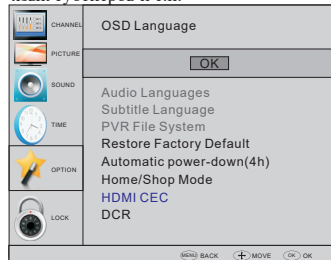 CHANNEL
PICTURE
SOUND
TIME
OPTION
LOCK
OSD Language
OK
Audio Languages
Subtitle Language
PVR File System
Restore Factory Default
Automatic power-down(4h)
Home/Shop Mode
HDMI CEC
DCR
MENU BACK MOVE OK OK